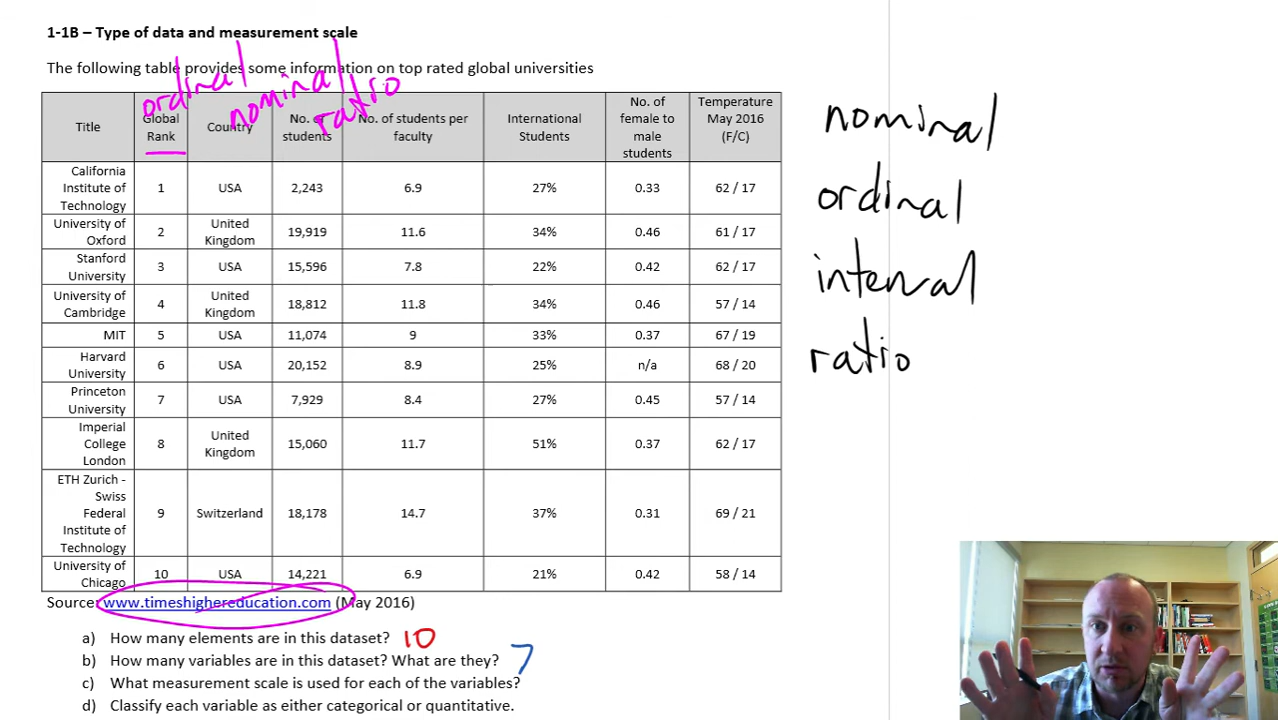 1-1B – Type of data and measurement scale
The following table provides some information on top rated global universities
ordinal
nominal
ratio
Title | Global Rank | Country | No. of students | No. of students per faculty | International Students | No. of female to male students | Temperature May 2016 (F/C)
California Institute of Technology | 1 | USA | 2,243 | 6.9 | 27% | 0.33 | 62 / 17
University of Oxford | 2 | United Kingdom | 19,919 | 11.6 | 34% | 0.46 | 61 / 17
Stanford University | 3 | USA | 15,596 | 7.8 | 22% | 0.42 | 62 / 17
University of Cambridge | 4 | United Kingdom | 18,812 | 11.8 | 34% | 0.46 | 57 / 14
MIT | 5 | USA | 11,074 | 9 | 33% | 0.37 | 67 / 19
Harvard University | 6 | USA | 20,152 | 8.9 | 25% | n/a | 68 / 20
Princeton University | 7 | USA | 7,929 | 8.4 | 27% | 0.45 | 57 / 14
Imperial College London | 8 | United Kingdom | 15,060 | 11.7 | 51% | 0.37 | 62 / 17
ETH Zurich - Swiss Federal Institute of Technology | 9 | Switzerland | 18,178 | 14.7 | 37% | 0.31 | 69 / 21
University of Chicago | 10 | USA | 14,221 | 6.9 | 21% | 0.42 | 58 / 14
Source: www.timeshighereducation.com (May 2016)
a) How many elements are in this dataset? 10
b) How many variables are in this dataset? What are they? 7
c) What measurement scale is used for each of the variables?
d) Classify each variable as either categorical or quantitative.
nominal
ordinal
interval
ratio